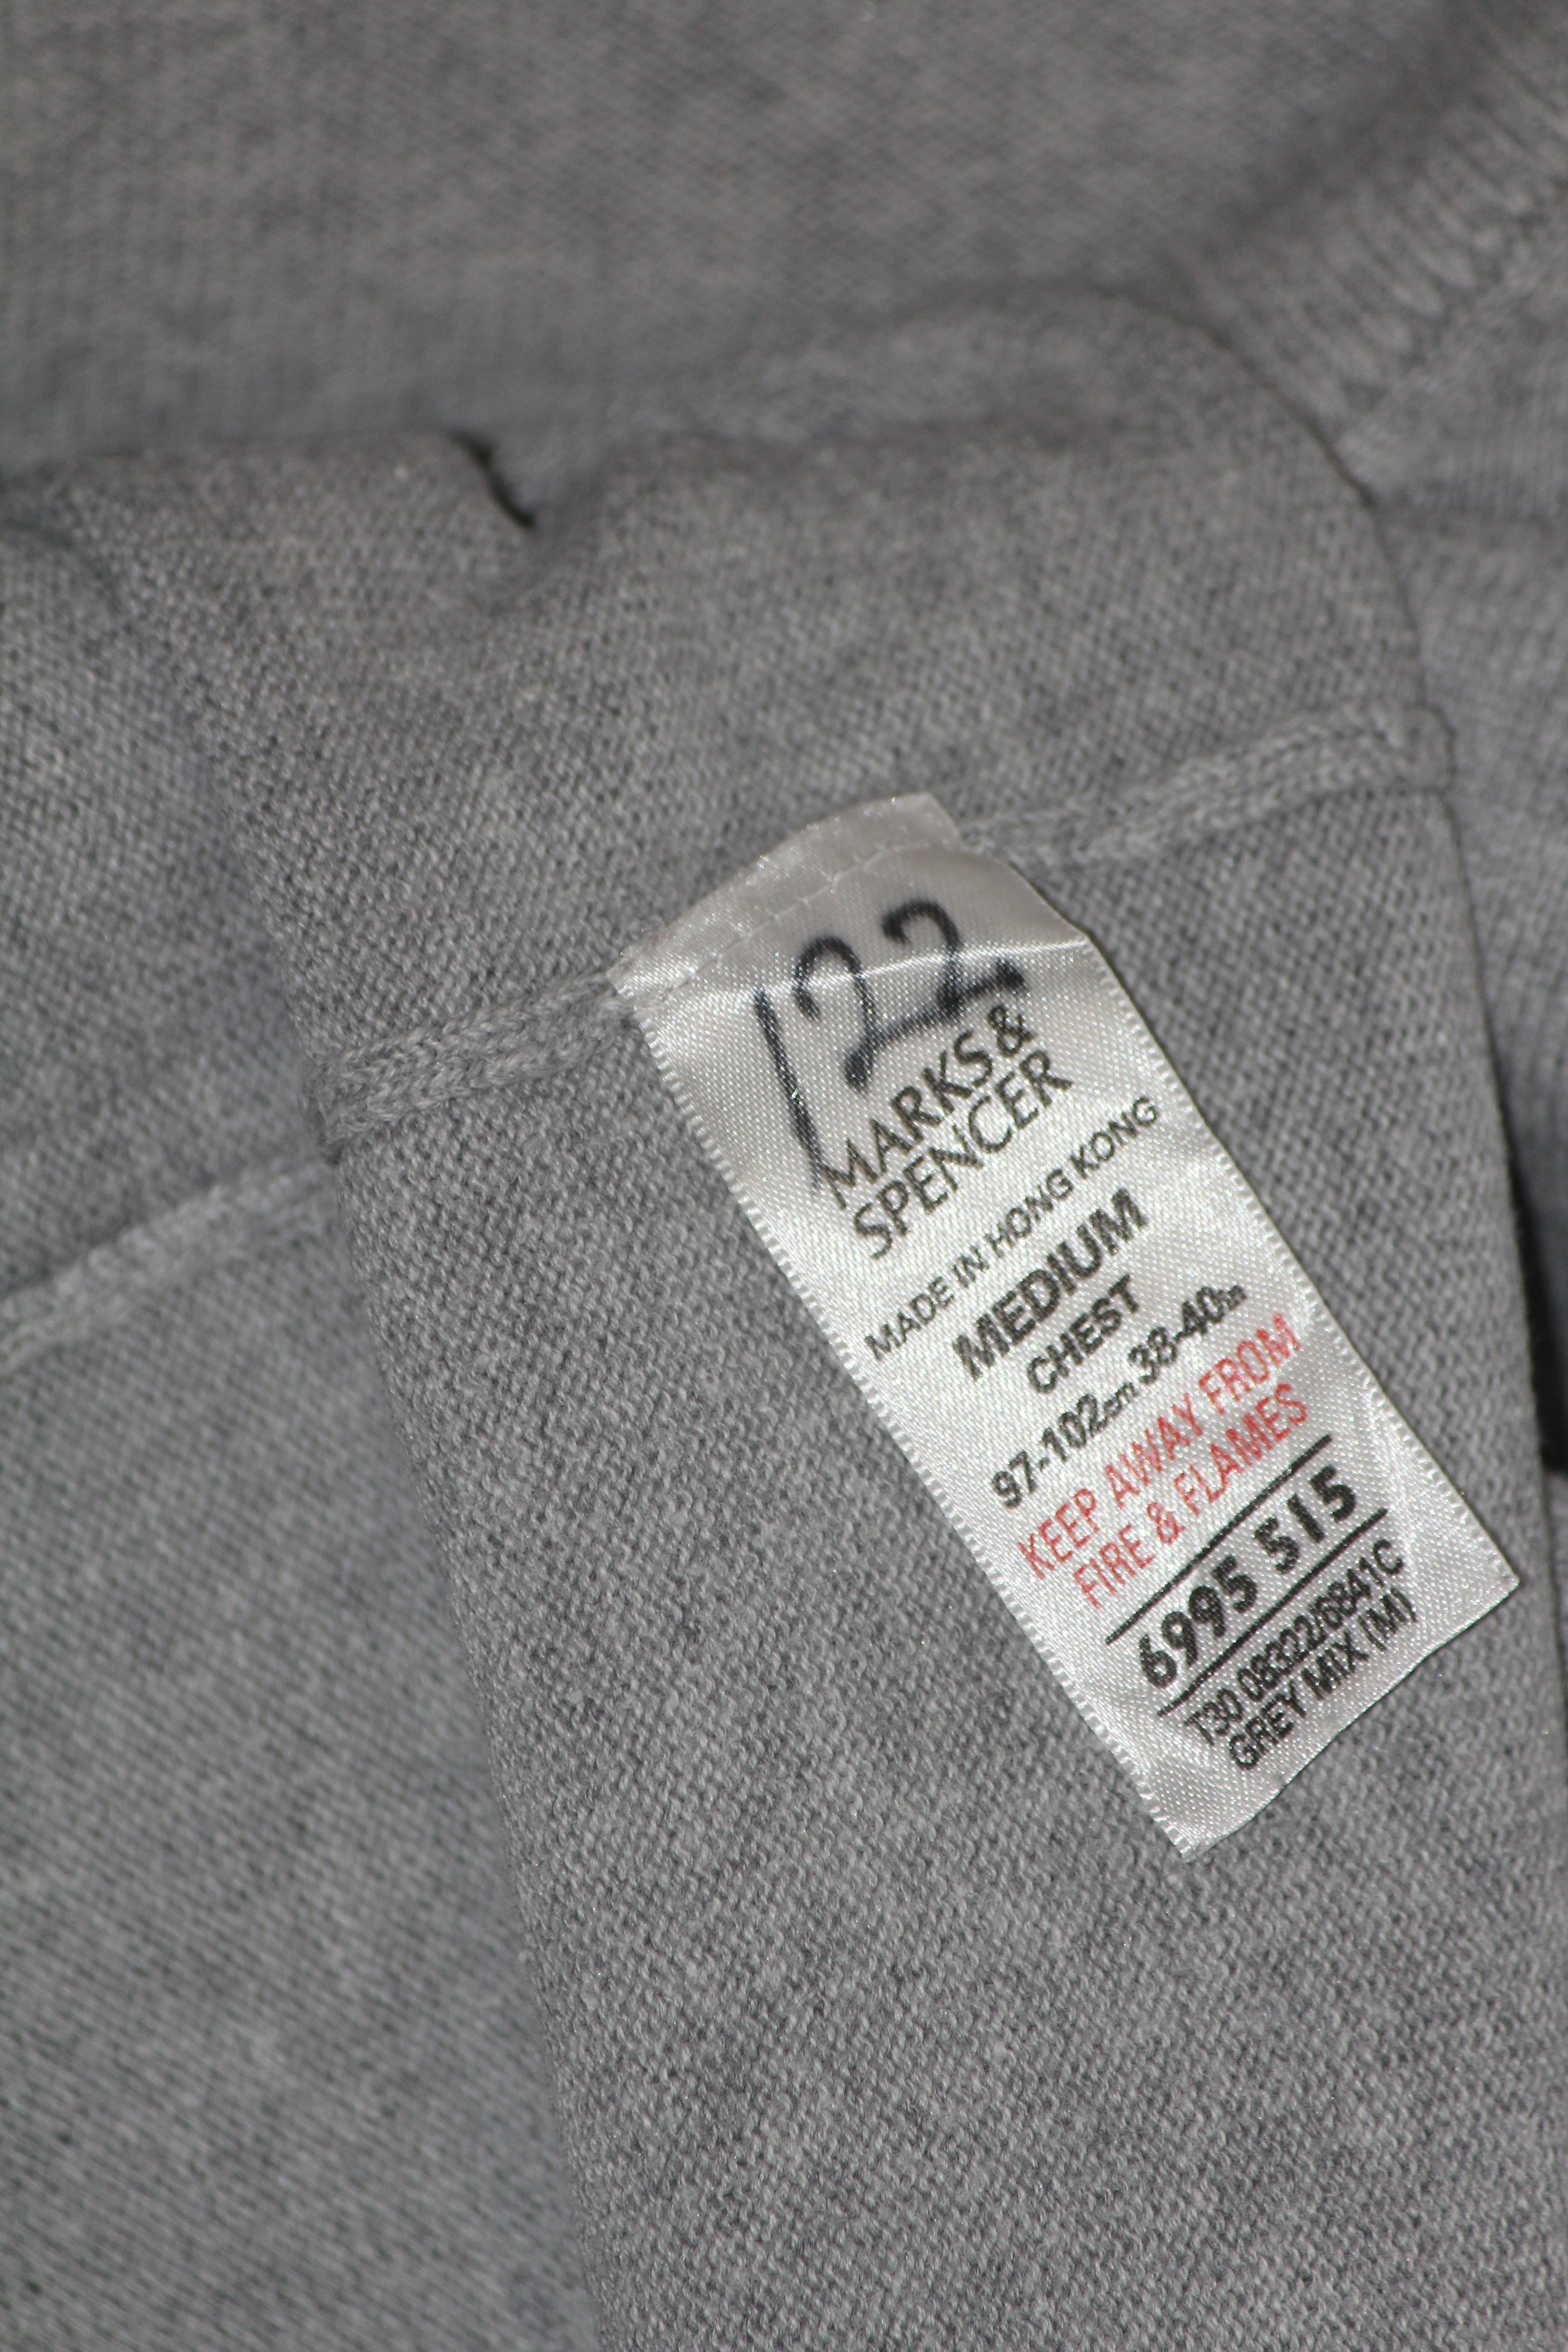 122
MARKS &
SPENCER
MADE IN HONG KONG
MEDIUM
CHEST
97-102cm 38-40in
KEEP AWAY FROM
FIRE & FLAMES
6995 515
T30 08322/6841C
GREY MIX (M)